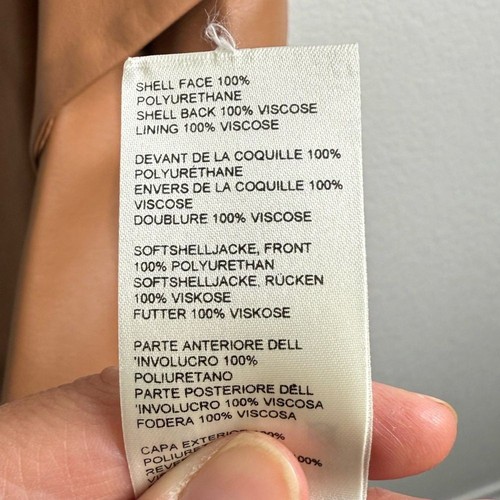 SHELL FACE 100%
POLYURETHANE
SHELL BACK 100% VISCOSE
LINING 100% VISCOSE
DEVANT DE LA COQUILLE 100%
POLYURÉTHANE
ENVERS DE LA COQUILLE 100%
VISCOSE
DOUBLURE 100% VISCOSE
SOFTSHELLJACKE, FRONT
100% POLYURETHAN
SOFTSHELLJACKE, RÜCKEN
100% VISKOSE
FUTTER 100% VISKOSE
PARTE ANTERIORE DELL
'INVOLUCRO 100%
POLIURETANO
PARTE POSTERIORE DELL
'INVOLUCRO 100% VISCOSA
FODERA 100% VISCOSA
CAPA EXTERIOR